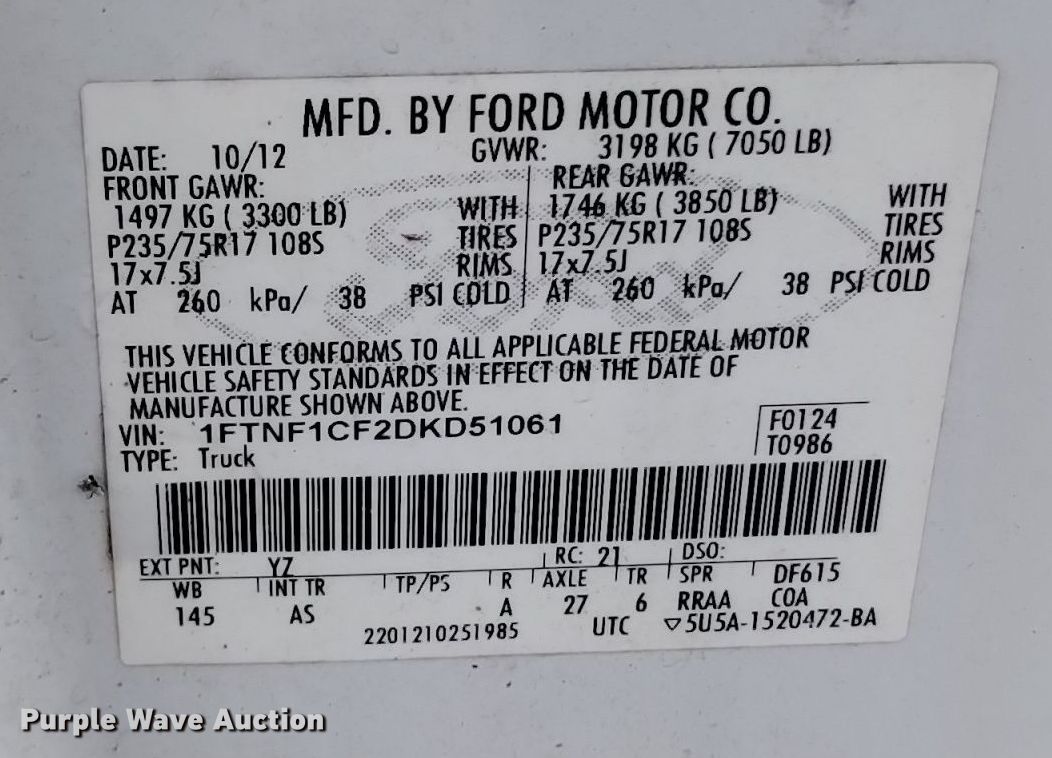 MFD. BY FORD MOTOR CO.
DATE: 10/12 GVWR: 3198 KG ( 7050 LB)
FRONT GAWR: REAR GAWR:
1497 KG ( 3300 LB) WITH 1746 KG ( 3850 LB) WITH
P235/75R17 108S TIRES P235/75R17 108S TIRES
17x7.5J RIMS 17x7.5J RIMS
AT 260 kPa/ 38 PSI COLD AT 260 kPa/ 38 PSI COLD
THIS VEHICLE CONFORMS TO ALL APPLICABLE FEDERAL MOTOR
VEHICLE SAFETY STANDARDS IN EFFECT ON THE DATE OF
MANUFACTURE SHOWN ABOVE.
VIN: 1FTNF1CF2DKD51061 F0124
TYPE: Truck T0986
EXT PNT: YZ RC: 21 DSO:
WB INT TR TP/PS R AXLE TR SPR DF615
145 AS A 27 6 RRAA COA
2201210251985 UTC ▽5U5A-1520472-BA
Purple Wave Auction